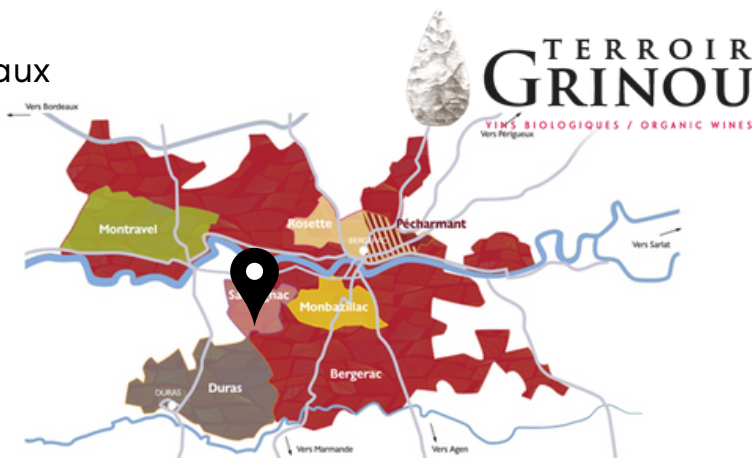 aux
TERROIR
GRINOU
VINS BIOLOGIQUES / ORGANIC WINES
Vers Bordeaux
Vers Périgueux
Montravel
Rosette
Pécharmant
Vers Sarlat
Monbazillac
Bergerac
DURAS
Duras
Vers Marmande
Vers Agen